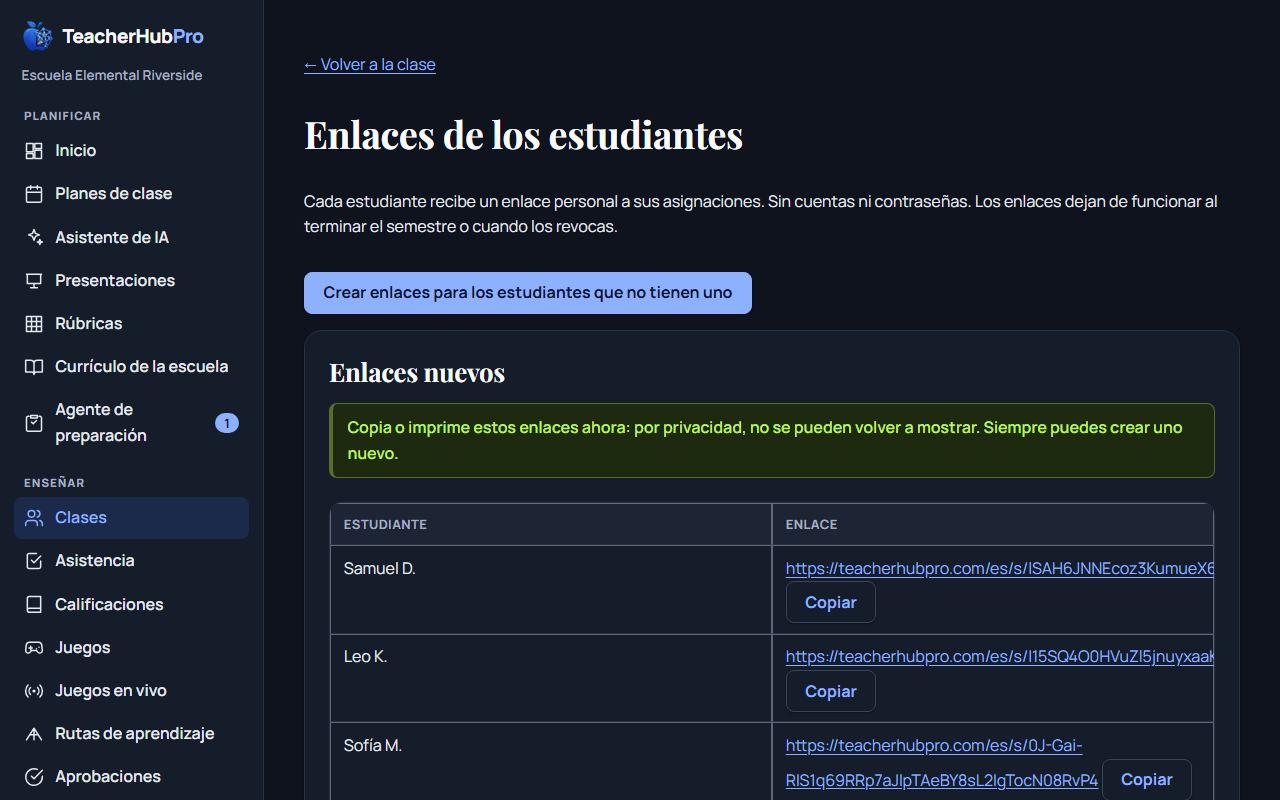 TeacherHubPro
Escuela Elemental Riverside
PLANIFICAR
Inicio
Planes de clase
Asistente de IA
Presentaciones
Rúbricas
Currículo de la escuela
Agente de
preparación
1
ENSEÑAR
Clases
Asistencia
Calificaciones
Juegos
Juegos en vivo
Rutas de aprendizaje
Aprobaciones
← Volver a la clase
Enlaces de los estudiantes
Cada estudiante recibe un enlace personal a sus asignaciones. Sin cuentas ni contraseñas. Los enlaces dejan de funcionar al
terminar el semestre o cuando los revocas.
Crear enlaces para los estudiantes que no tienen uno
Enlaces nuevos
Copia o imprime estos enlaces ahora: por privacidad, no se pueden volver a mostrar. Siempre puedes crear uno
nuevo.
ESTUDIANTE
ENLACE
Samuel D.
Copiar
Leo K.
Copiar
Sofía M.
https://teacherhubpro.com/es/s/0J-Gai-
Copiar